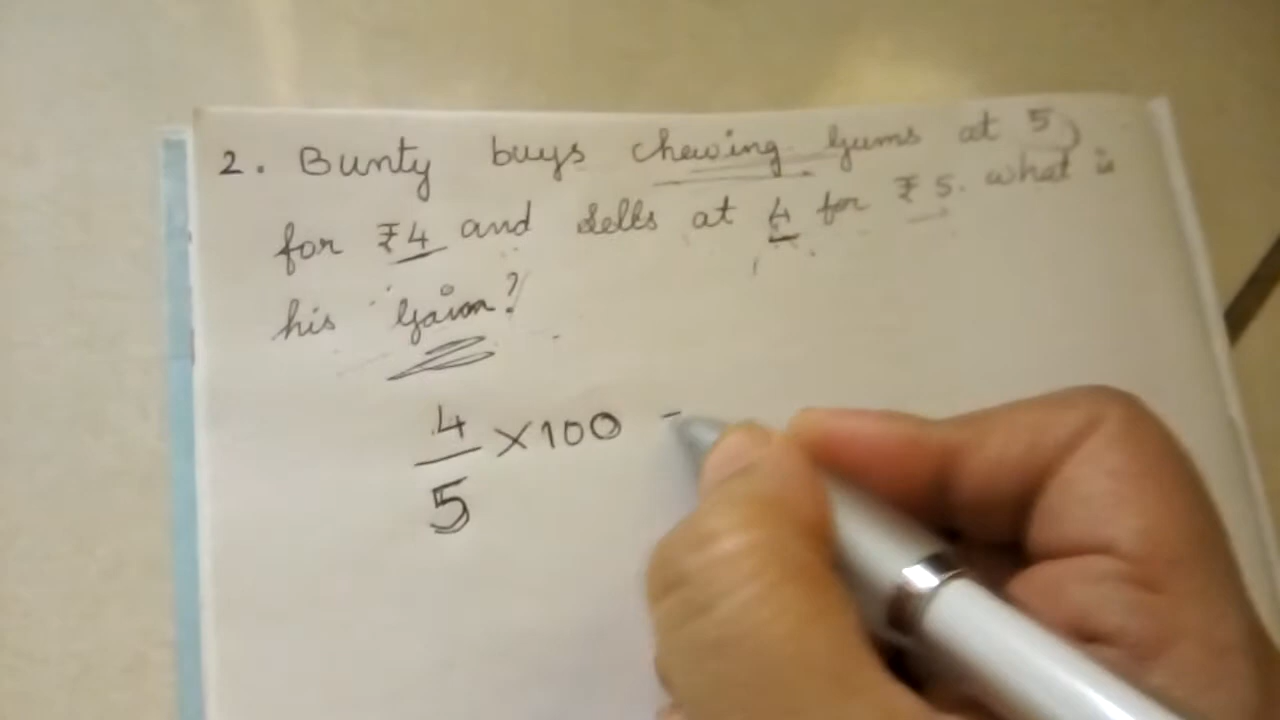 2. Bunty buys chewing gums at 5
for ₹4 and sells at 4 for ₹ 5. what is
his gain?
4
5
×100 -